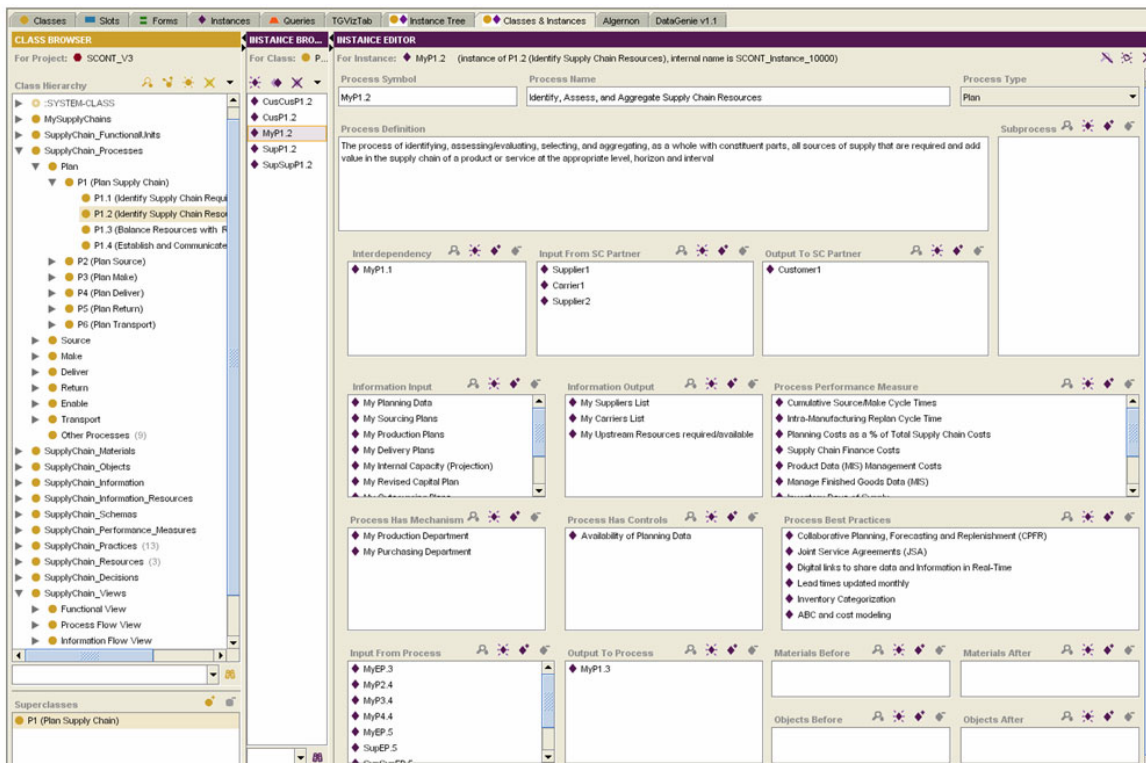 Classes Slots Forms Instances Queries TGVizTab Instance Tree Classes & Instances Algernon DataGenie v1.1
CLASS BROWSER
For Project: SCONT_V3
Class Hierarchy
:SYSTEM-CLASS
MySupplyChains
SupplyChain_FunctionalUnits
SupplyChain_Processes
Plan
P1 (Plan Supply Chain)
P1.1 (Identify Supply Chain Requi
P1.2 (Identify Supply Chain Resou
P1.3 (Balance Resources with R
P1.4 (Establish and Communicate
P2 (Plan Source)
P3 (Plan Make)
P4 (Plan Deliver)
P5 (Plan Return)
P6 (Plan Transport)
Source
Make
Deliver
Return
Enable
Transport
Other Processes (9)
SupplyChain_Materials
SupplyChain_Objects
SupplyChain_Information
SupplyChain_Information_Resources
SupplyChain_Schemas
SupplyChain_Performance_Measures
SupplyChain_Practices (13)
SupplyChain_Resources (3)
SupplyChain_Decisions
SupplyChain_Views
Functional View
Process Flow View
Information Flow View
Superclasses
P1 (Plan Supply Chain)
INSTANCE BRO...
For Class: P...
CusCusP1.2
CusP1.2
MyP1.2
SupP1.2
SupSupP1.2
INSTANCE EDITOR
For Instance: MyP1.2 (instance of P1.2 (Identify Supply Chain Resources), internal name is SCONT_Instance_10000)
Process Symbol
MyP1.2
Process Name
Identify, Assess, and Aggregate Supply Chain Resources
Process Type
Plan
Process Definition
The process of identifying, assessing/evaluating, selecting, and aggregating, as a whole with constituent parts, all sources of supply that are required and add
value in the supply chain of a product or service at the appropriate level, horizon and interval
Subprocess
Interdependency
MyP1.1
Input From SC Partner
Supplier1
Carrier1
Supplier2
Output To SC Partner
Customer1
Information Input
My Planning Data
My Sourcing Plans
My Production Plans
My Delivery Plans
My Internal Capacity (Projection)
My Revised Capital Plan
My Outsourcing Plans
Information Output
My Suppliers List
My Carriers List
My Upstream Resources required/available
Process Performance Measure
Cumulative Source/Make Cycle Times
Intra-Manufacturing Replan Cycle Time
Planning Costs as a % of Total Supply Chain Costs
Supply Chain Finance Costs
Product Data (MIS) Management Costs
Manage Finished Goods Data (MIS)
Inventory Days of Supply
Process Has Mechanism
My Production Department
My Purchasing Department
Process Has Controls
Availability of Planning Data
Process Best Practices
Collaborative Planning, Forecasting and Replenishment (CPFR)
Joint Service Agreements (JSA)
Digital links to share data and Information in Real-Time
Lead times updated monthly
Inventory Categorization
ABC and cost modeling
Input From Process
MyEP.3
MyP2.4
MyP3.4
MyP4.4
MyEP.5
SupEP.5
SupSupEP.5
Output To Process
MyP1.3
Materials Before
Materials After
Objects Before
Objects After